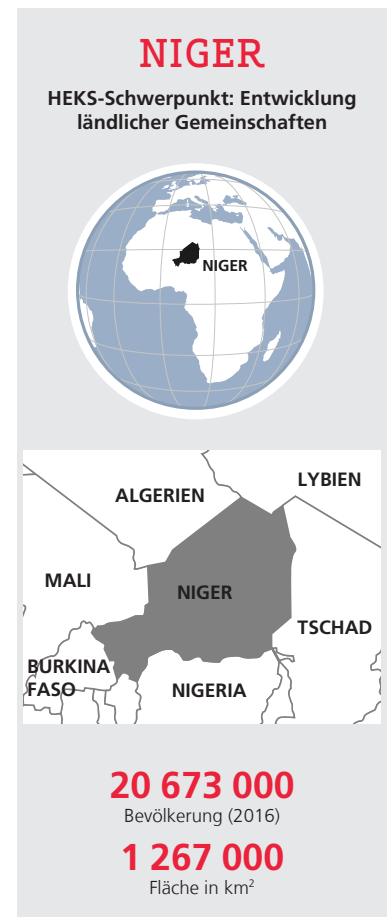 NIGER
HEKS-Schwerpunkt: Entwicklung
ländlicher Gemeinschaften
NIGER
ALGERIEN
LYBIEN
MALI
NIGER
TSCHAD
BURKINA
FASO
NIGERIA
20 673 000
Bevölkerung (2016)
1 267 000
Fläche in km²